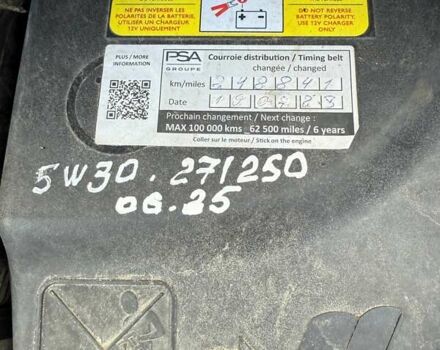 NE PAS INVERSER LES
POLARITÉS DE LA BATTERIE,
UTILISER UN CHARGEUR
12V UNIQUEMENT
DO NOT REVERSE
BATTERY POLARITY,
USE 12V CHARGER
ONLY
PLUS / MORE
INFORMATION
PSA
GROUPE
Courroie distribution / Timing belt
changée / changed
km/miles
Date
Prochain changement / Next change :
MAX 100 000 kms _62 500 miles / 6 years
Coller sur le moteur / Stick on the engine
5W30. 271250
06.25